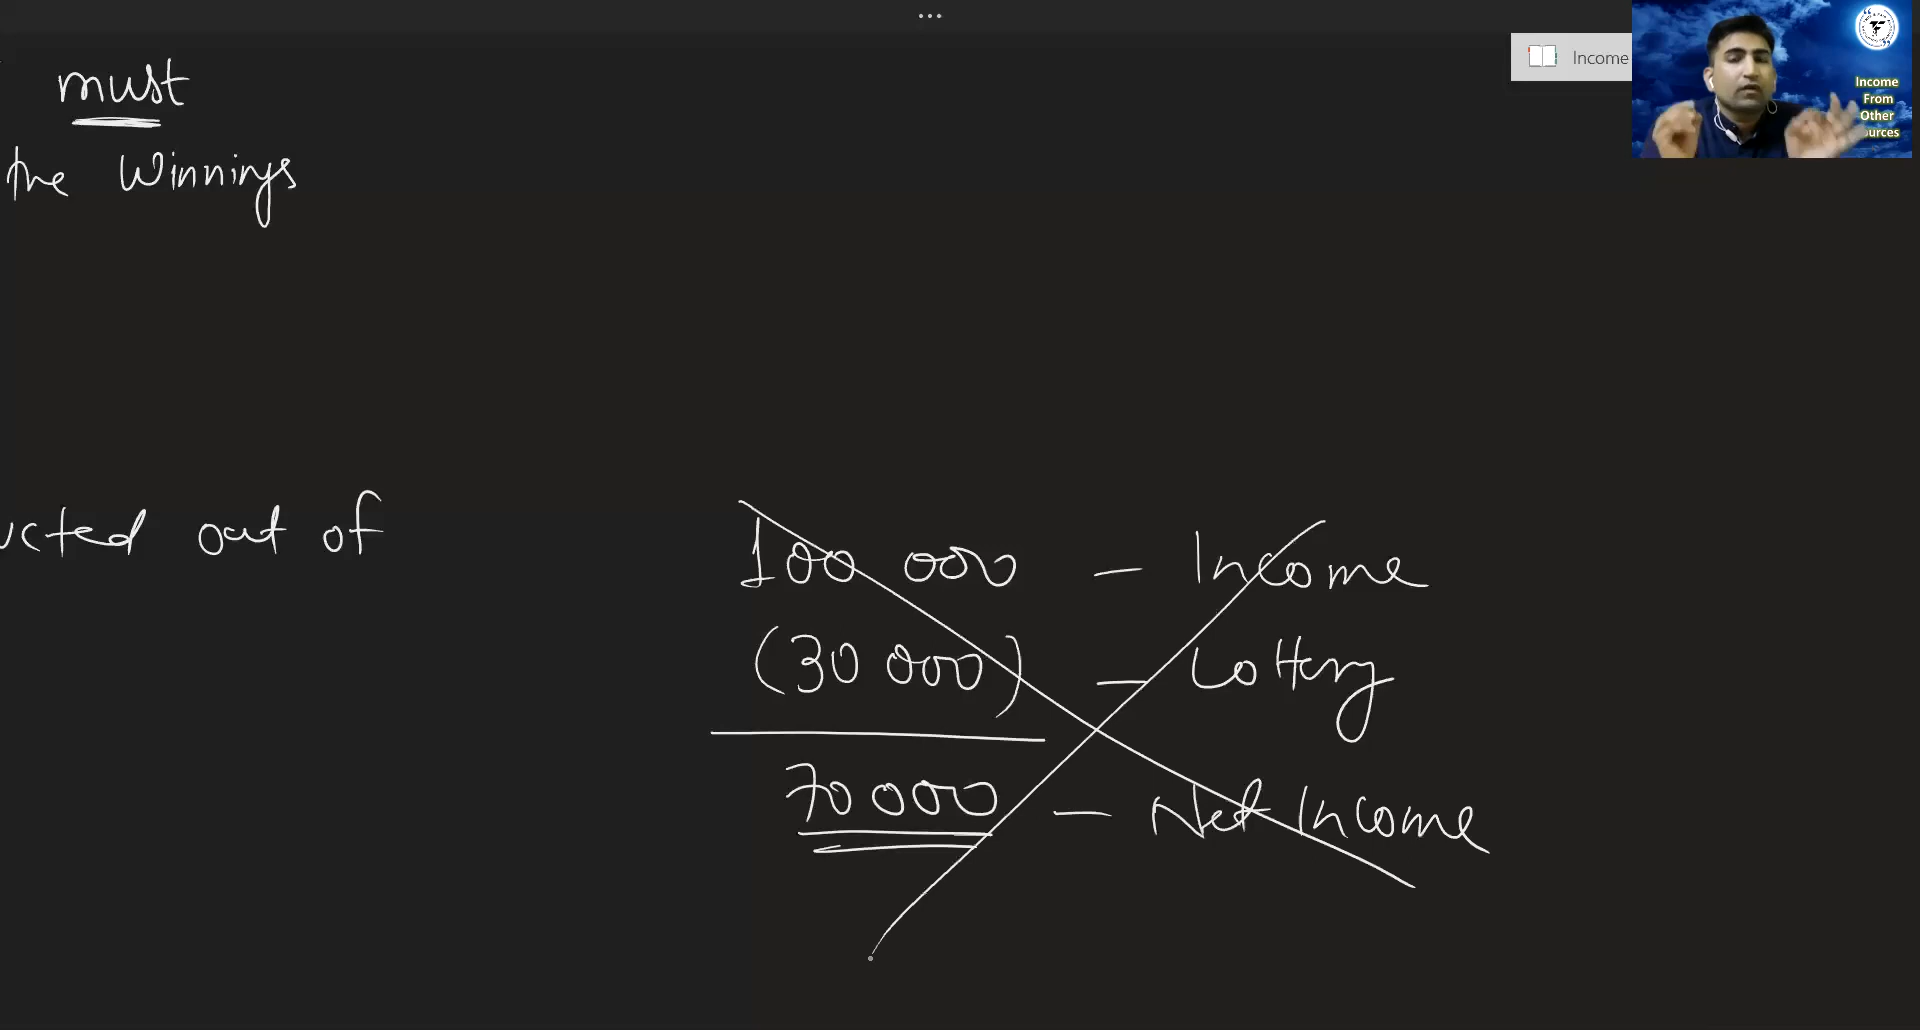 must
the Winnings
ucted out of
100 000 — Income
(30 000) — Lottery
70 000 — Net Income
Income
Income
From
Other
ources